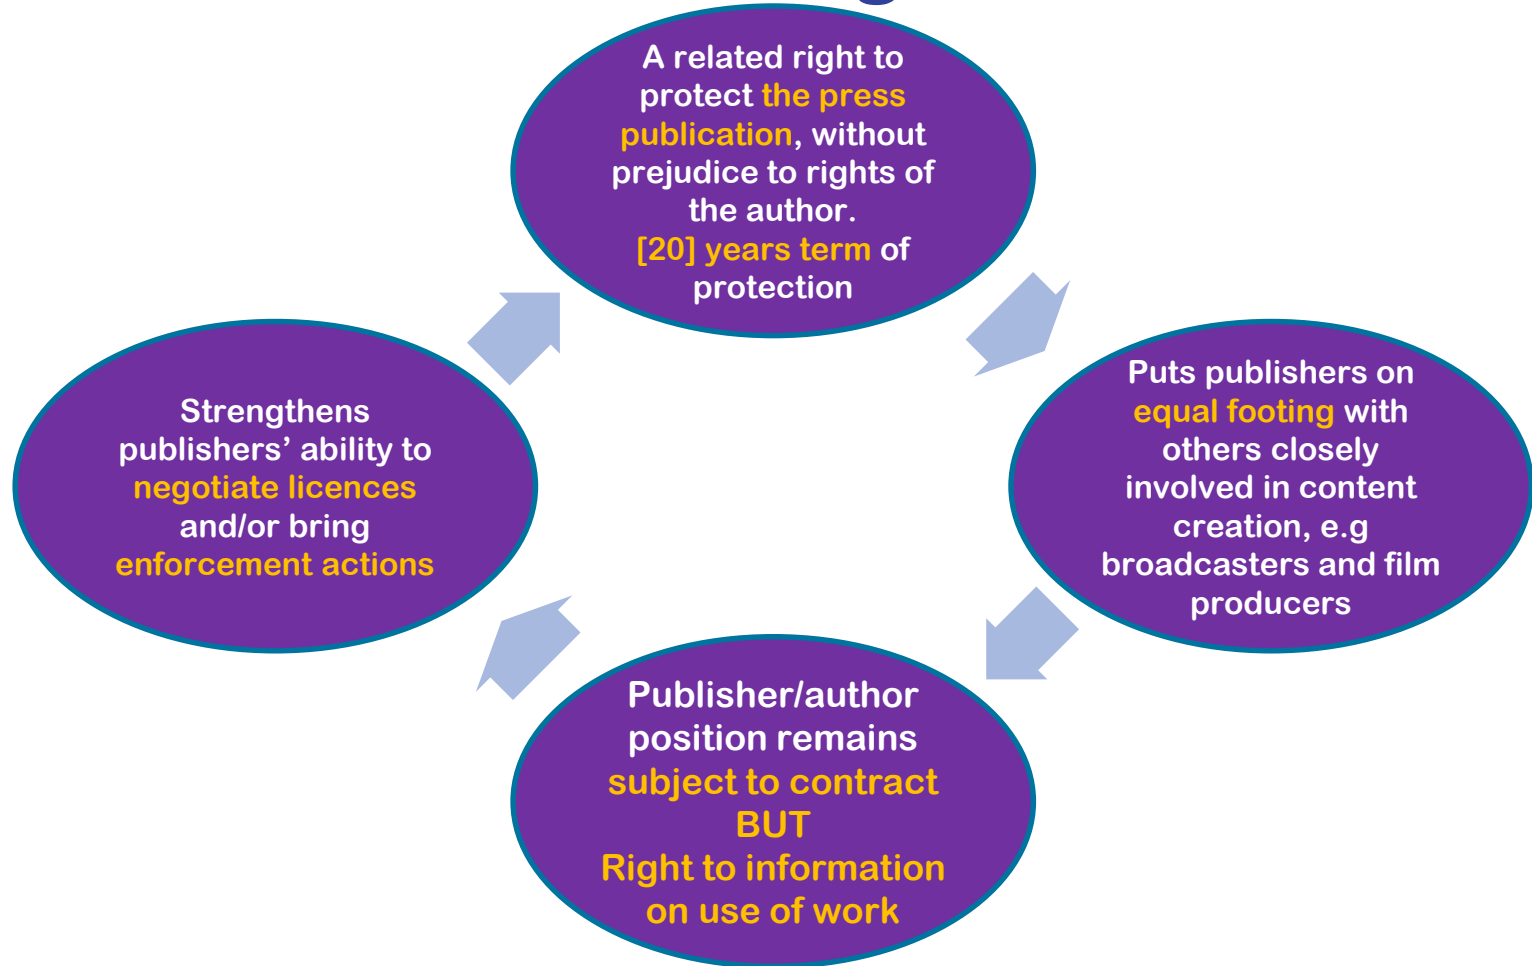 A related right to
protect the press
publication, without
prejudice to rights of
the author.
[20] years term of
protection
Puts publishers on
equal footing with
others closely
involved in content
creation, e.g
broadcasters and film
producers
Publisher/author
position remains
subject to contract
BUT
Right to information
on use of work
Strengthens
publishers’ ability to
negotiate licences
and/or bring
enforcement actions